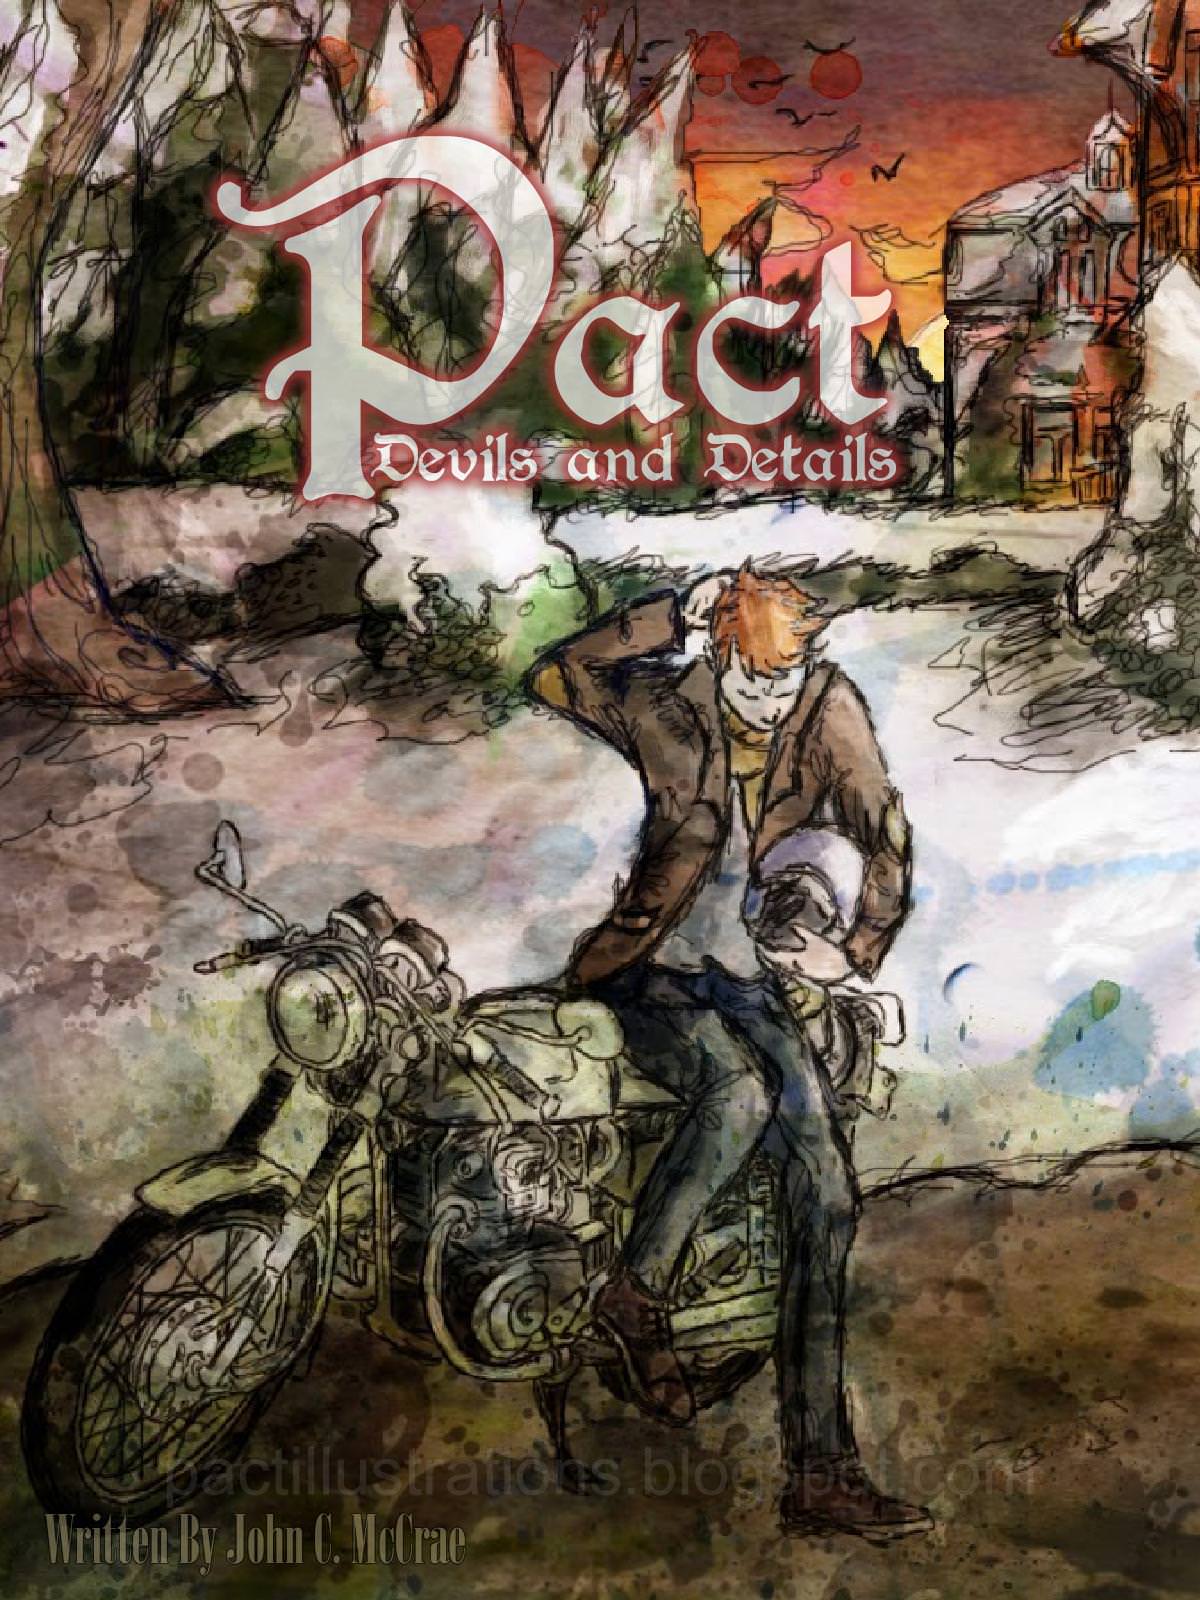 Pact
Devils and Details
pactillustrations.blogspot.com
Written By John C. McCrae